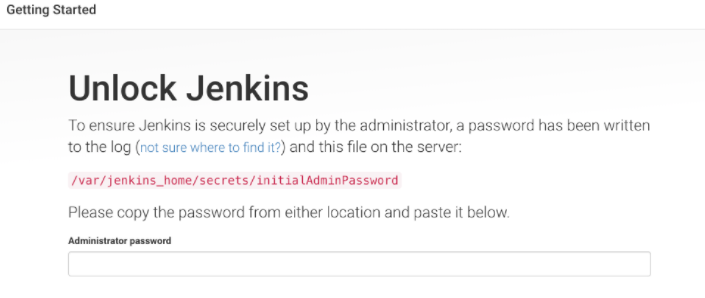 Getting Started
Unlock Jenkins
To ensure Jenkins is securely set up by the administrator, a password has been written
to the log (not sure where to find it?) and this file on the server:
/var/jenkins_home/secrets/initialAdminPassword
Please copy the password from either location and paste it below.
Administrator password